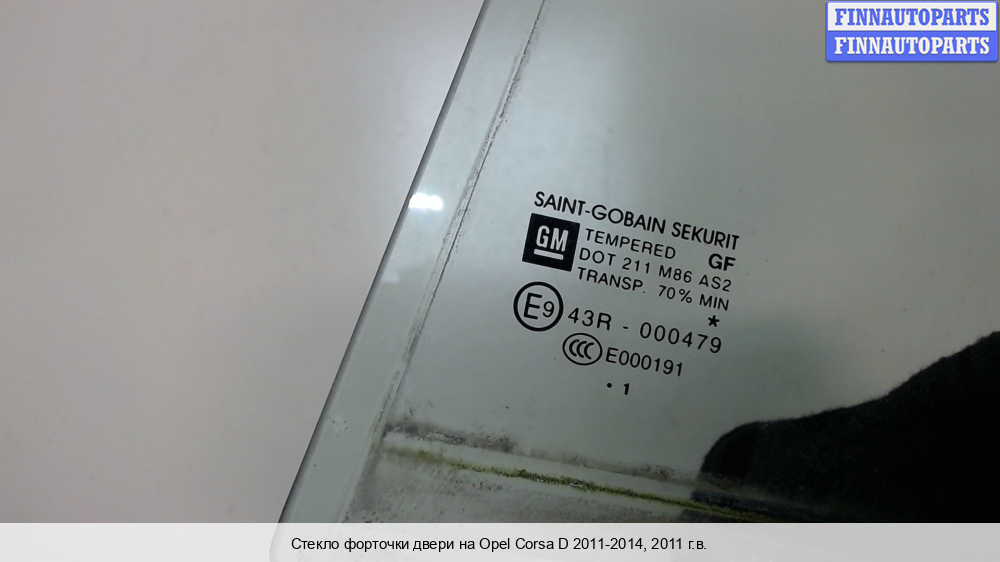 FINNAUTOPARTS
FINNAUTOPARTS
SAINT-GOBAIN SEKURIT
GM TEMPERED GF
DOT 211 M86 AS2
TRANSP. 70% MIN
*
E9 43R - 000479
CCC E000191
. 1
Стекло форточки двери на Opel Corsa D 2011-2014, 2011 г.в.